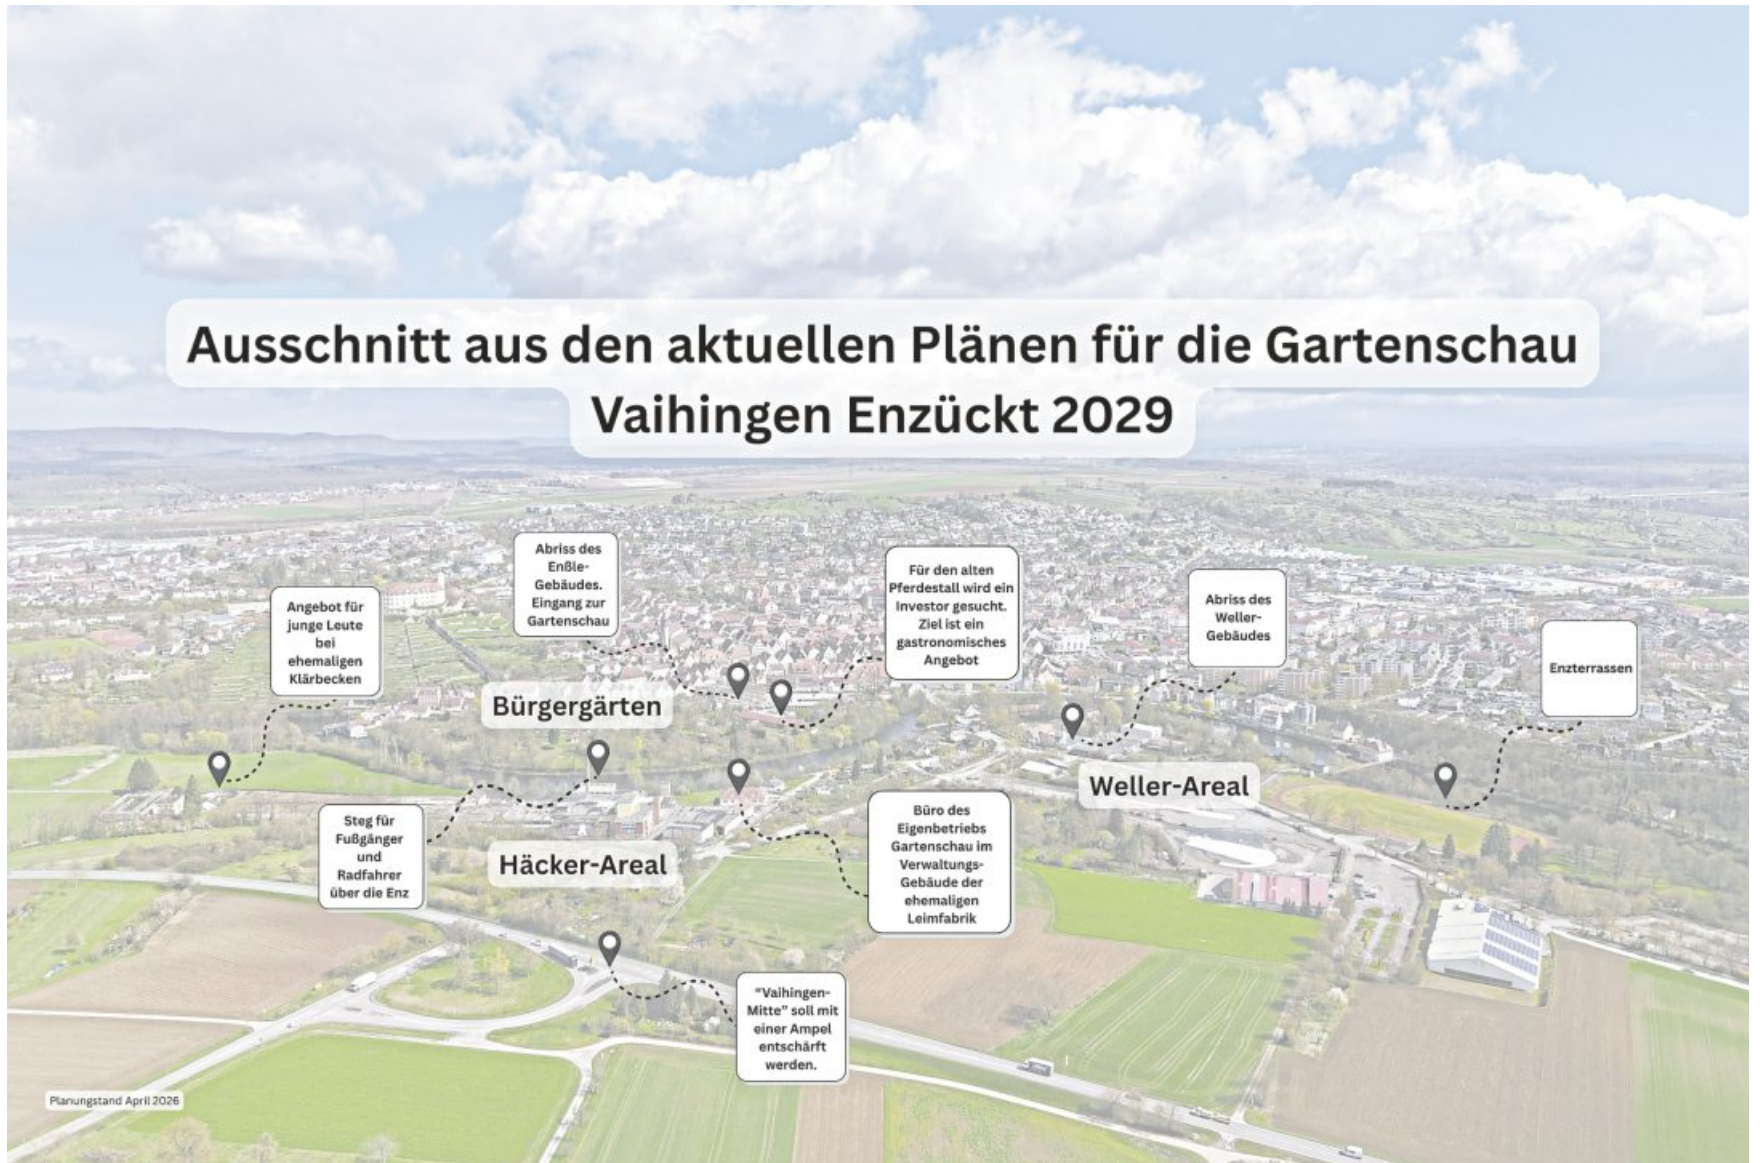 Ausschnitt aus den aktuellen Plänen für die Gartenschau
Vaihingen Enzückt 2029
Abriss des
Enßle-
Gebäudes.
Eingang zur
Gartenschau
Für den alten
Pferdestall wird ein
Investor gesucht.
Ziel ist ein
gastronomisches
Angebot
Abriss des
Weller-
Gebäudes
Angebot für
junge Leute
bei
ehemaligen
Klärbecken
Enzterrassen
Bürgergärten
Weller-Areal
Steg für
Fußgänger
und
Radfahrer
über die Enz
Häcker-Areal
Büro des
Eigenbetriebs
Gartenschau im
Verwaltungs-
Gebäude der
ehemaligen
Leimfabrik
"Vaihingen-
Mitte" soll mit
einer Ampel
entschärft
werden.
Planungstand April 2026